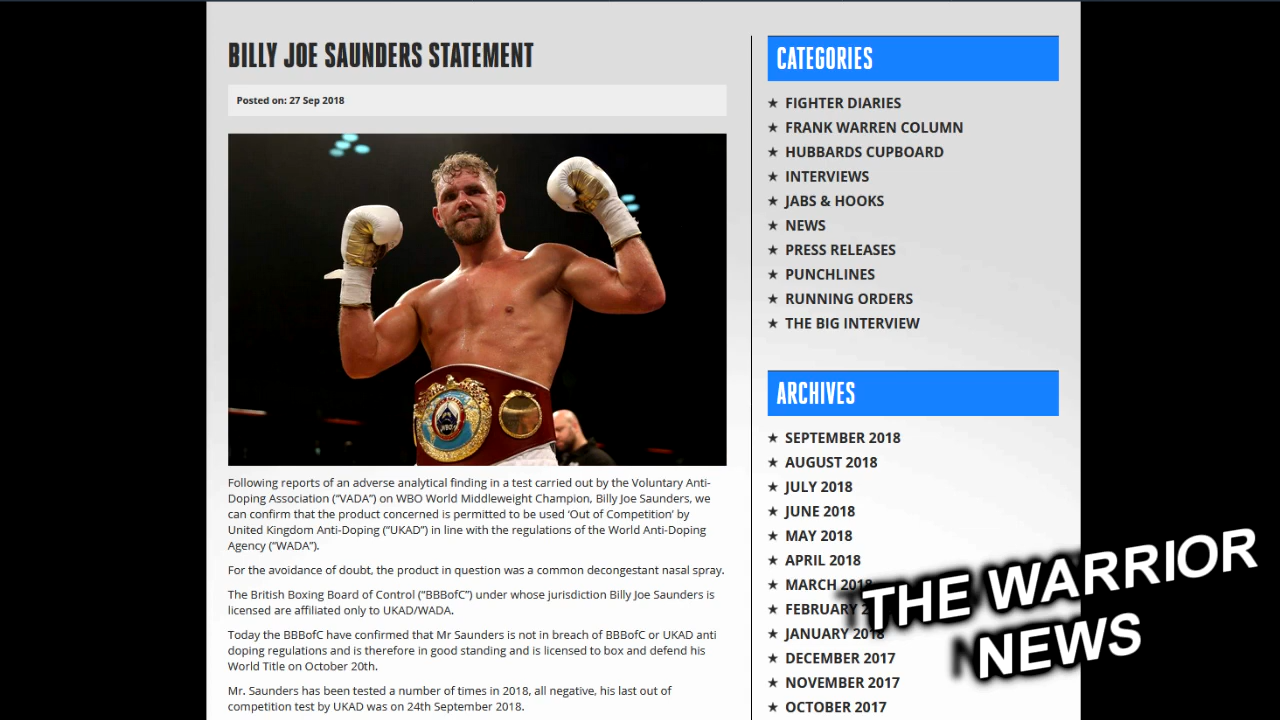 BILLY JOE SAUNDERS STATEMENT
Posted on: 27 Sep 2018
WBO
Following reports of an adverse analytical finding in a test carried out by the Voluntary Anti-
Doping Association ("VADA") on WBO World Middleweight Champion, Billy Joe Saunders, we
can confirm that the product concerned is permitted to be used 'Out of Competition' by
United Kingdom Anti-Doping ("UKAD") in line with the regulations of the World Anti-Doping
Agency ("WADA").
For the avoidance of doubt, the product in question was a common decongestant nasal spray.
The British Boxing Board of Control ("BBBofC") under whose jurisdiction Billy Joe Saunders is
licensed are affiliated only to UKAD/WADA.
Today the BBBofC have confirmed that Mr Saunders is not in breach of BBBofC or UKAD anti
doping regulations and is therefore in good standing and is licensed to box and defend his
World Title on October 20th.
Mr. Saunders has been tested a number of times in 2018, all negative, his last out of
competition test by UKAD was on 24th September 2018.
CATEGORIES
★ FIGHTER DIARIES
★ FRANK WARREN COLUMN
★ HUBBARDS CUPBOARD
★ INTERVIEWS
★ JABS & HOOKS
★ NEWS
★ PRESS RELEASES
★ PUNCHLINES
★ RUNNING ORDERS
★ THE BIG INTERVIEW
ARCHIVES
★ SEPTEMBER 2018
★ AUGUST 2018
★ JULY 2018
★ JUNE 2018
★ MAY 2018
★ APRIL 2018
★ MARCH 2018
★ FEBRUARY
★ JANUARY 2018
★ DECEMBER 2017
★ NOVEMBER 2017
★ OCTOBER 2017
THE WARRIOR
NEWS